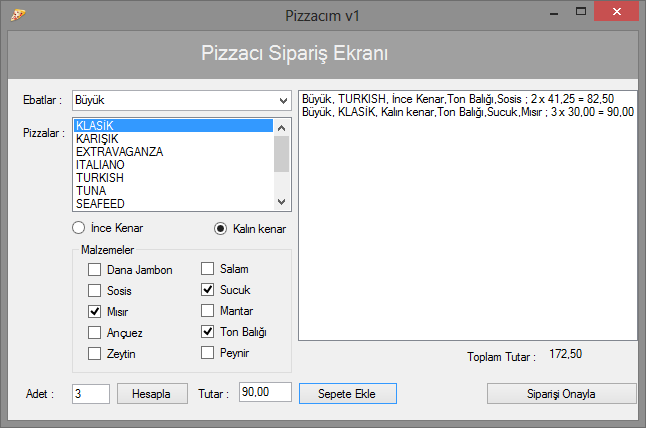 Pizzacım v1
Pizzacı Sipariş Ekranı
Ebatlar : Büyük
Pizzalar :
KLASİK
KARIŞIK
EXTRAVAGANZA
ITALIANO
TURKISH
TUNA
SEAFEED
İnce Kenar Kalın kenar
Malzemeler
Dana Jambon Salam
Sosis Sucuk
Mısır Mantar
Ançuez Ton Balığı
Zeytin Peynir
Büyük, TURKISH, İnce Kenar,Ton Balığı,Sosis ; 2 x 41,25 = 82,50
Büyük, KLASİK, Kalın kenar,Ton Balığı,Sucuk,Mısır ; 3 x 30,00 = 90,00
Toplam Tutar : 172,50
Adet : 3 Hesapla Tutar : 90,00 Sepete Ekle Siparişi Onayla